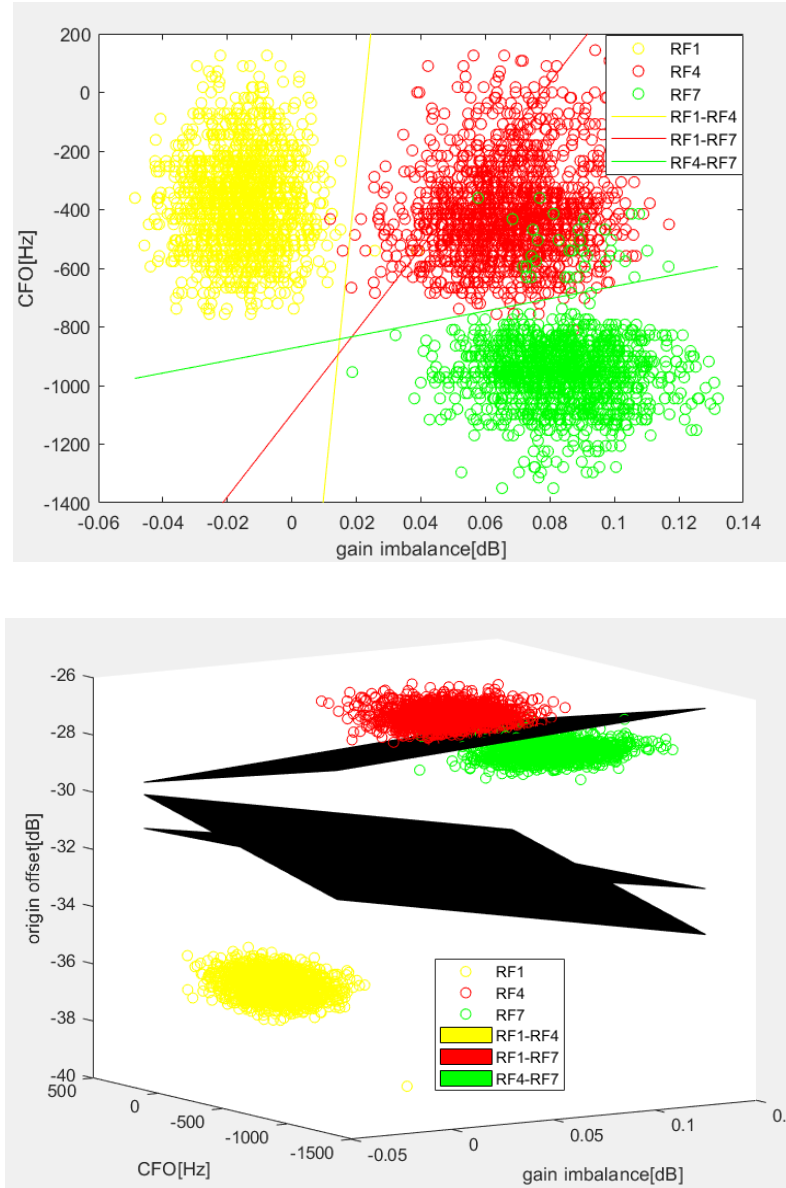 200
0
-200
-400
-600
-800
-1000
-1200
-1400
CFO[Hz]
-0.06 -0.04 -0.02 0 0.02 0.04 0.06 0.08 0.1 0.12 0.14
gain imbalance[dB]
RF1
RF4
RF7
RF1-RF4
RF1-RF7
RF4-RF7
-26
-28
-30
-32
-34
-36
-38
-40
origin offset[dB]
500
0
-500
-1000
-1500
CFO[Hz]
-0.05
0
0.05
0.1
0.
gain imbalance[dB]
RF1
RF4
RF7
RF1-RF4
RF1-RF7
RF4-RF7